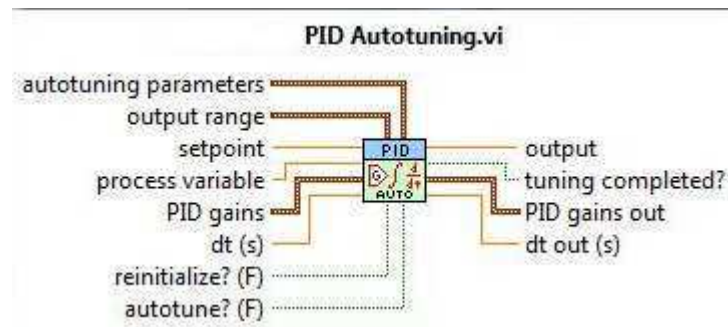 PID Autotuning.vi
autotuning parameters
output range
setpoint
process variable
PID gains
dt (s)
reinitialize? (F)
autotune? (F)
PID
G
AUTO
output
tuning completed?
PID gains out
dt out (s)